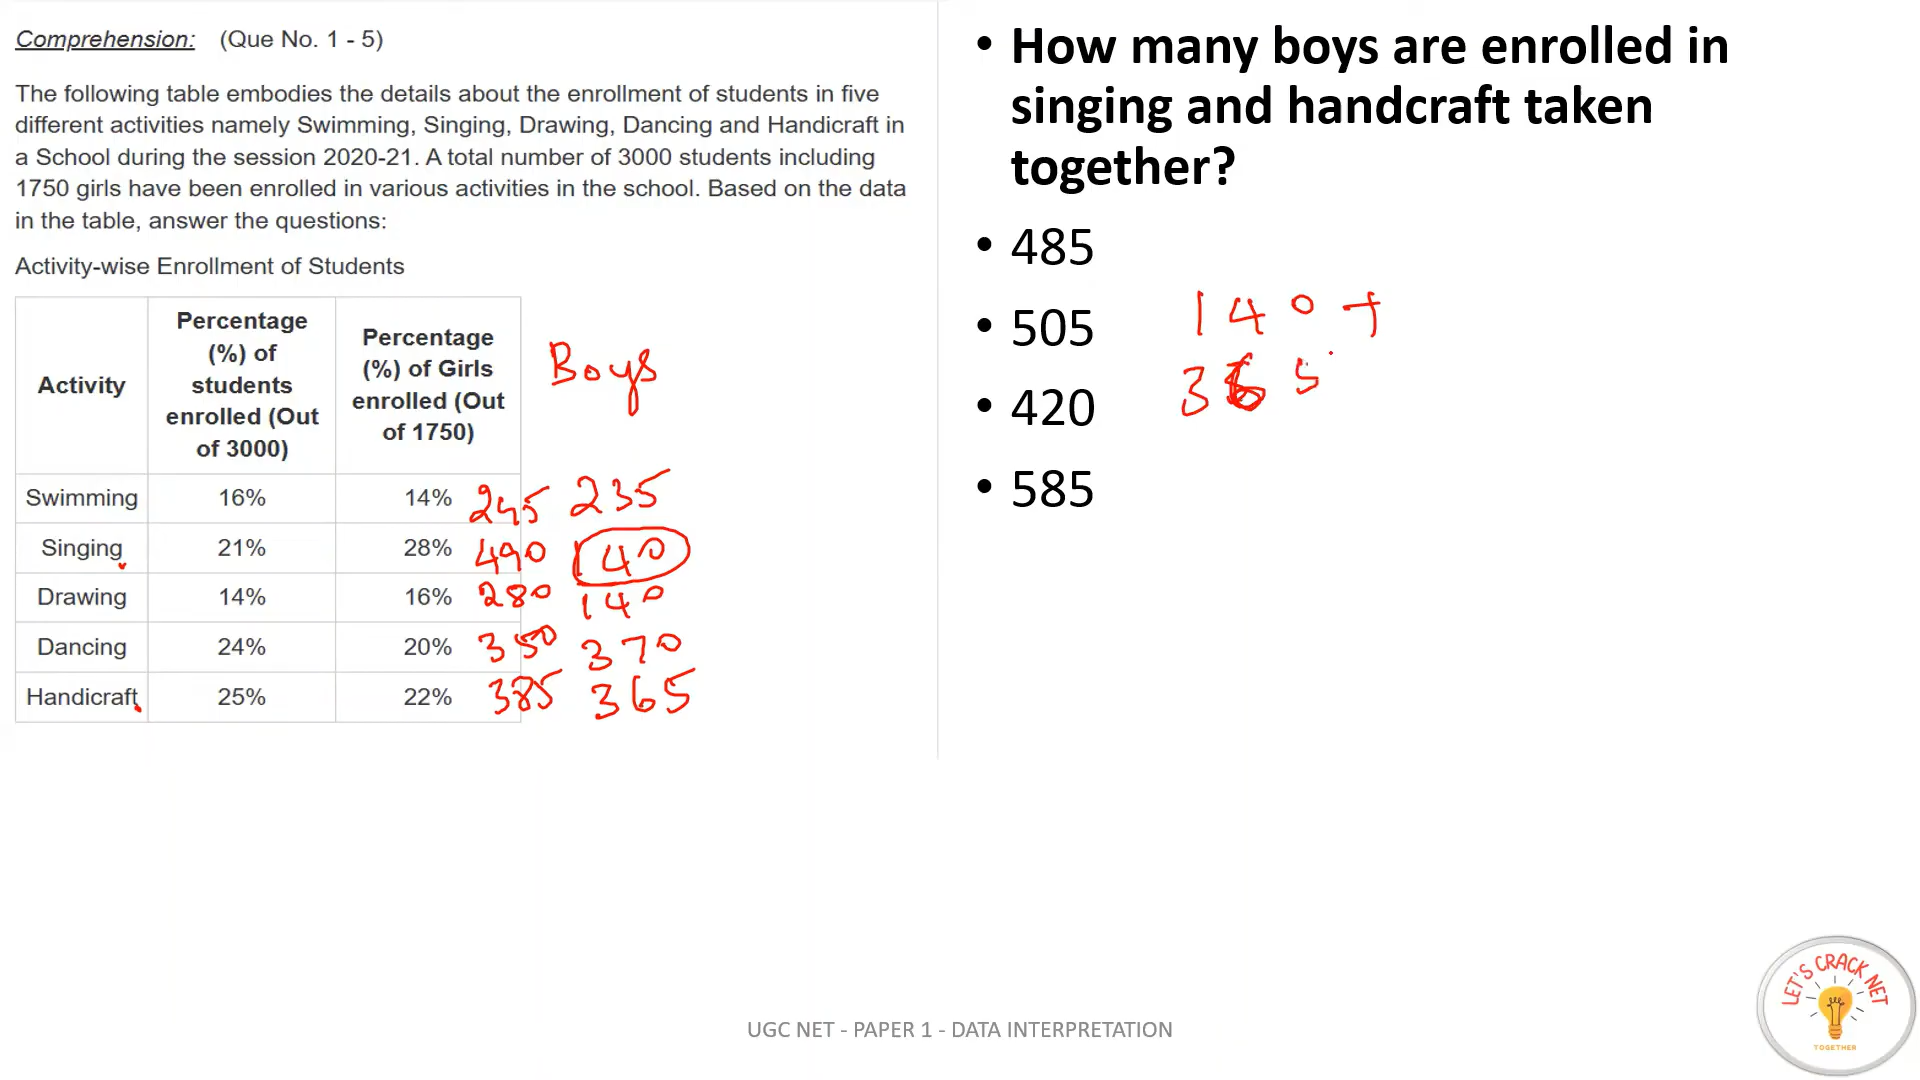 Comprehension: (Que No. 1 - 5)
The following table embodies the details about the enrollment of students in five
different activities namely Swimming, Singing, Drawing, Dancing and Handicraft in
a School during the session 2020-21. A total number of 3000 students including
1750 girls have been enrolled in various activities in the school. Based on the data
in the table, answer the questions:
Activity-wise Enrollment of Students
Activity
Percentage
(%) of
students
enrolled (Out
of 3000)
Percentage
(%) of Girls
enrolled (Out
of 1750)
Boys
Swimming 16% 14% 245 235
Singing 21% 28% 490 140
Drawing 14% 16% 280 140
Dancing 24% 20% 350 370
Handicraft 25% 22% 385 365
• How many boys are enrolled in
singing and handcraft taken
together?
• 485
• 505
• 420
• 585
140 +
365
UGC NET - PAPER 1 - DATA INTERPRETATION
LET'S CRACK NET
TOGETHER